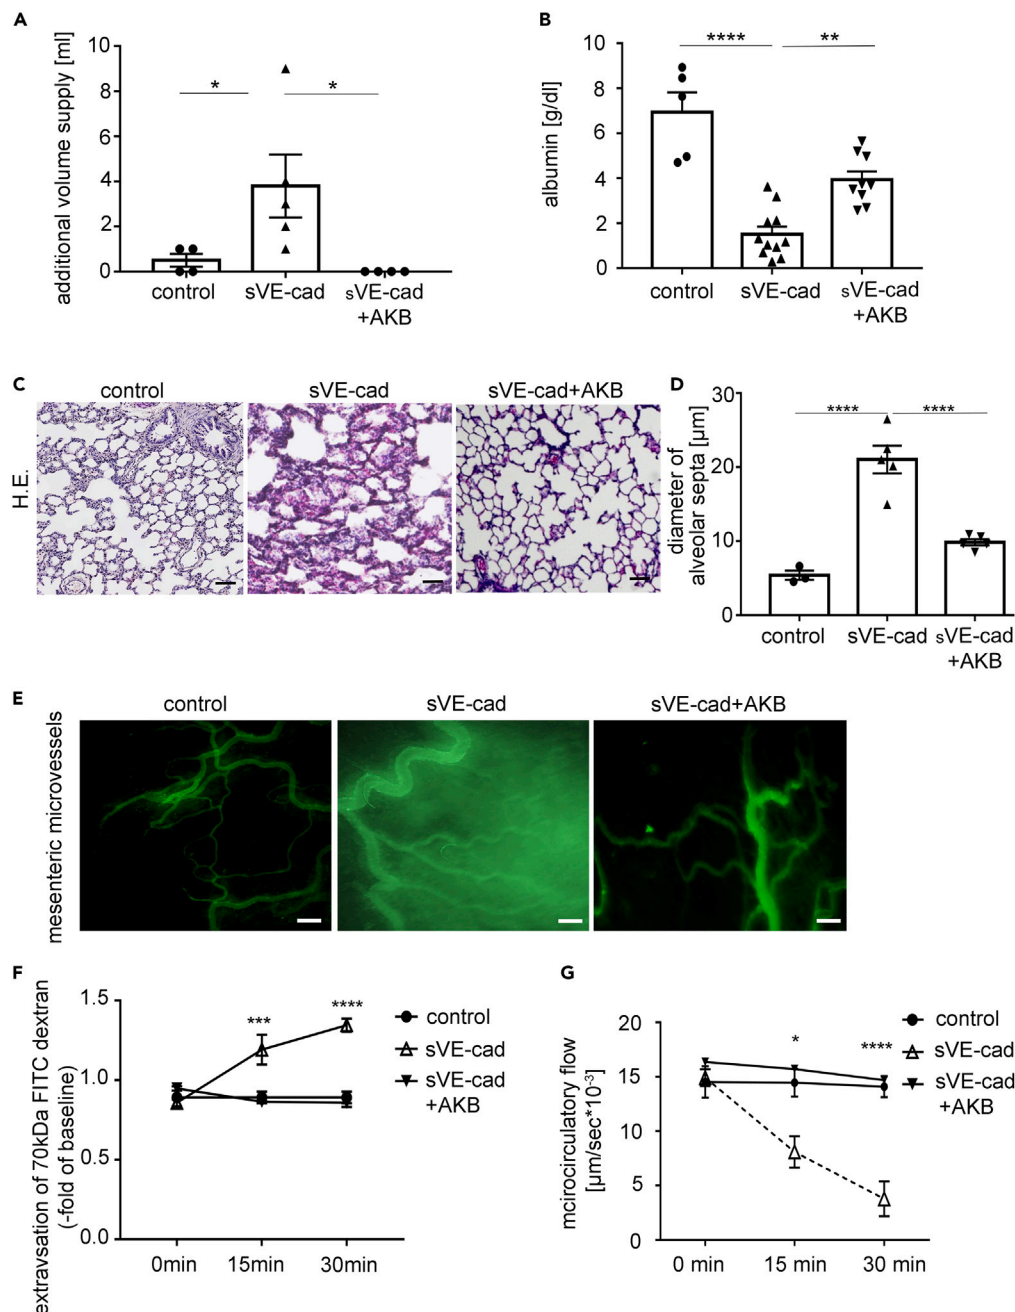 A
additional volume supply [ml]
10
8
6
4
2
0
*
*
control
sVE-cad
sVE-cad
+AKB
B
albumin [g/dl]
10
8
6
4
2
0
****
**
control
sVE-cad
sVE-cad
+AKB
C
H.E.
control
sVE-cad
sVE-cad+AKB
D
diameter of
alveolar septa [µm]
30
20
10
0
****
****
control
sVE-cad
sVE-cad
+AKB
E
mesenteric microvessels
control
sVE-cad
sVE-cad+AKB
F
extravsation of 70kDa FITC dextran
(-fold of baseline)
1.5
1.0
0.5
0.0
***
****
0min
15min
30min
control
sVE-cad
sVE-cad
+AKB
G
mcirocirculatory flow
[µm/sec*10-3]
20
15
10
5
0
*
****
0 min
15 min
30 min
control
sVE-cad
sVE-cad
+AKB